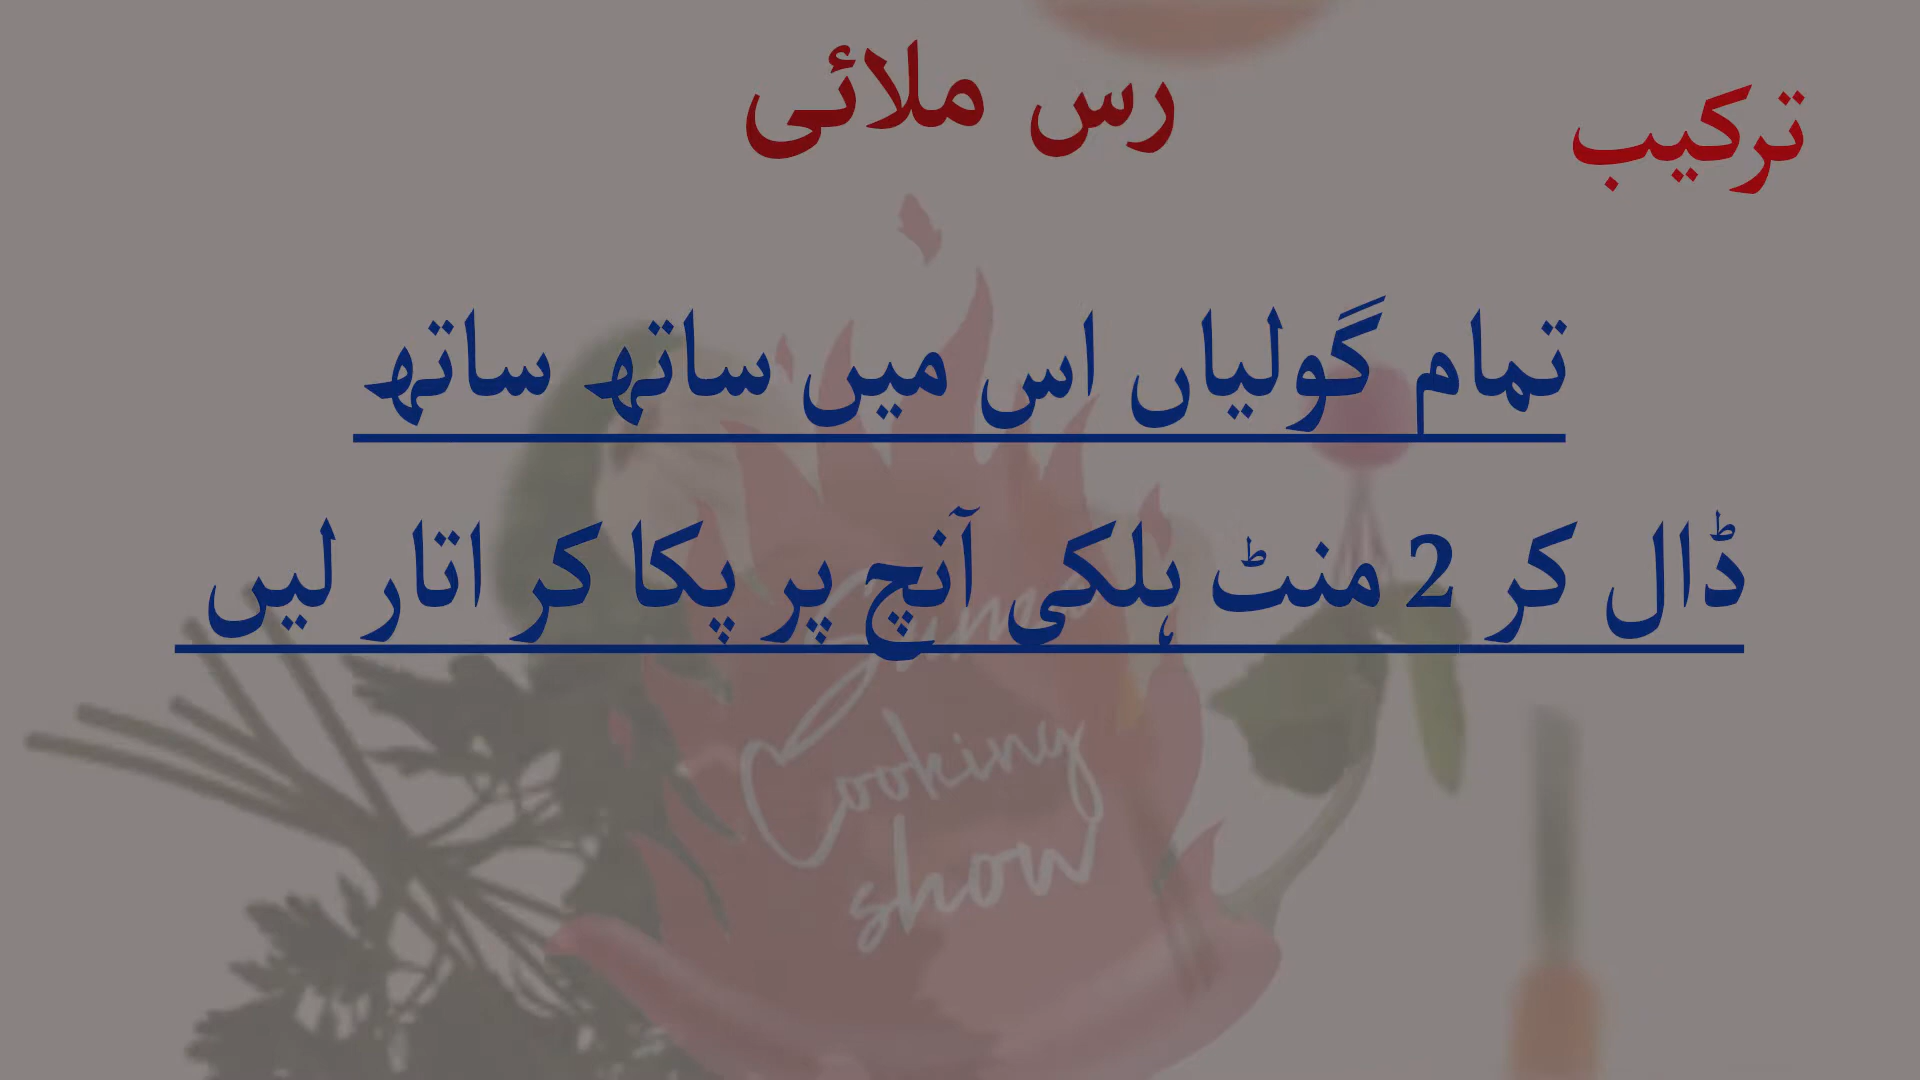 رس ملائی
ترکیب
تمام گولیاں اس میں ساتھ ساتھ
ڈال کر 2 منٹ ہلکی آنچ پر پکا کر اتار لیں
Cooking
show